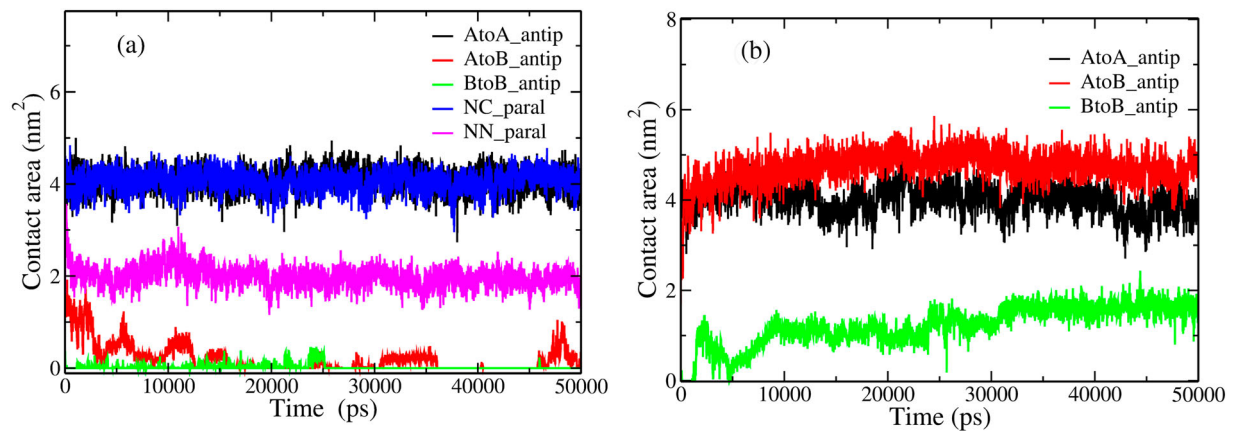 (a)
AtoA_antip
AtoB_antip
BtoB_antip
NC_paral
NN_paral
Contact area (nm²)
6
4
2
0
0 10000 20000 30000 40000 50000
Time (ps)
(b)
AtoA_antip
AtoB_antip
BtoB_antip
Contact area (nm²)
8
6
4
2
0
0 10000 20000 30000 40000 50000
Time (ps)